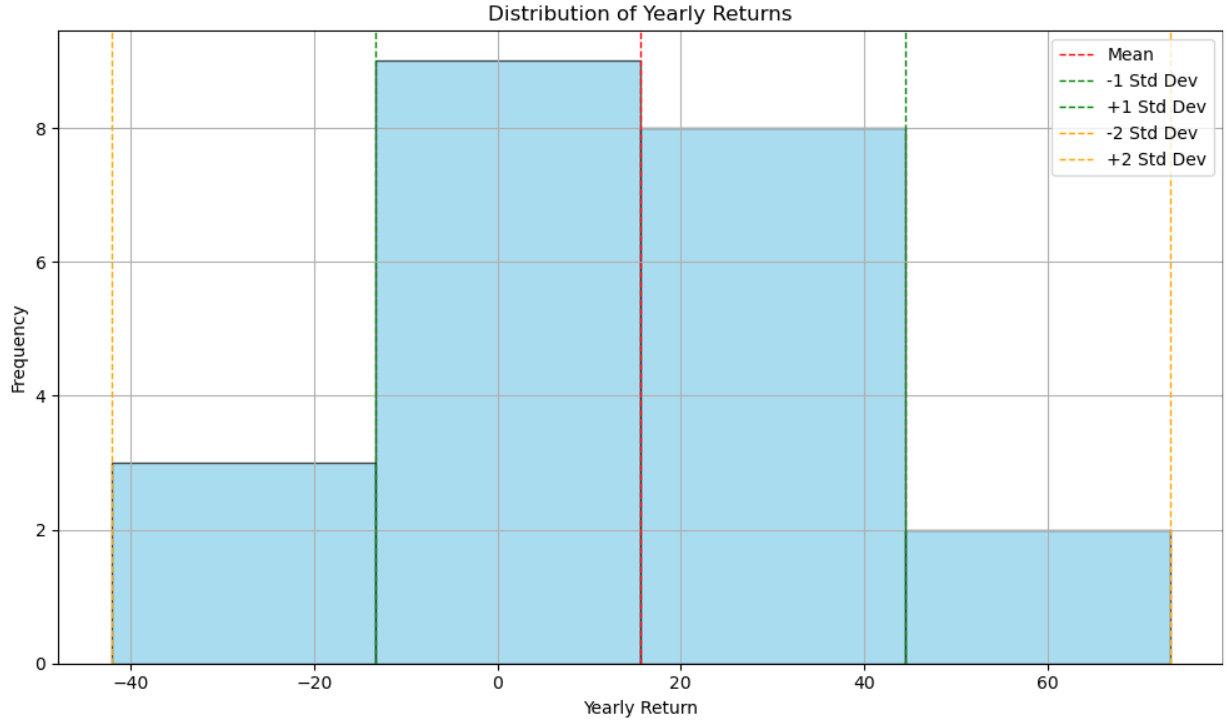 Distribution of Yearly Returns
Mean
-1 Std Dev
+1 Std Dev
-2 Std Dev
+2 Std Dev
8
6
4
2
0
Frequency
−40
−20
0
20
40
60
Yearly Return